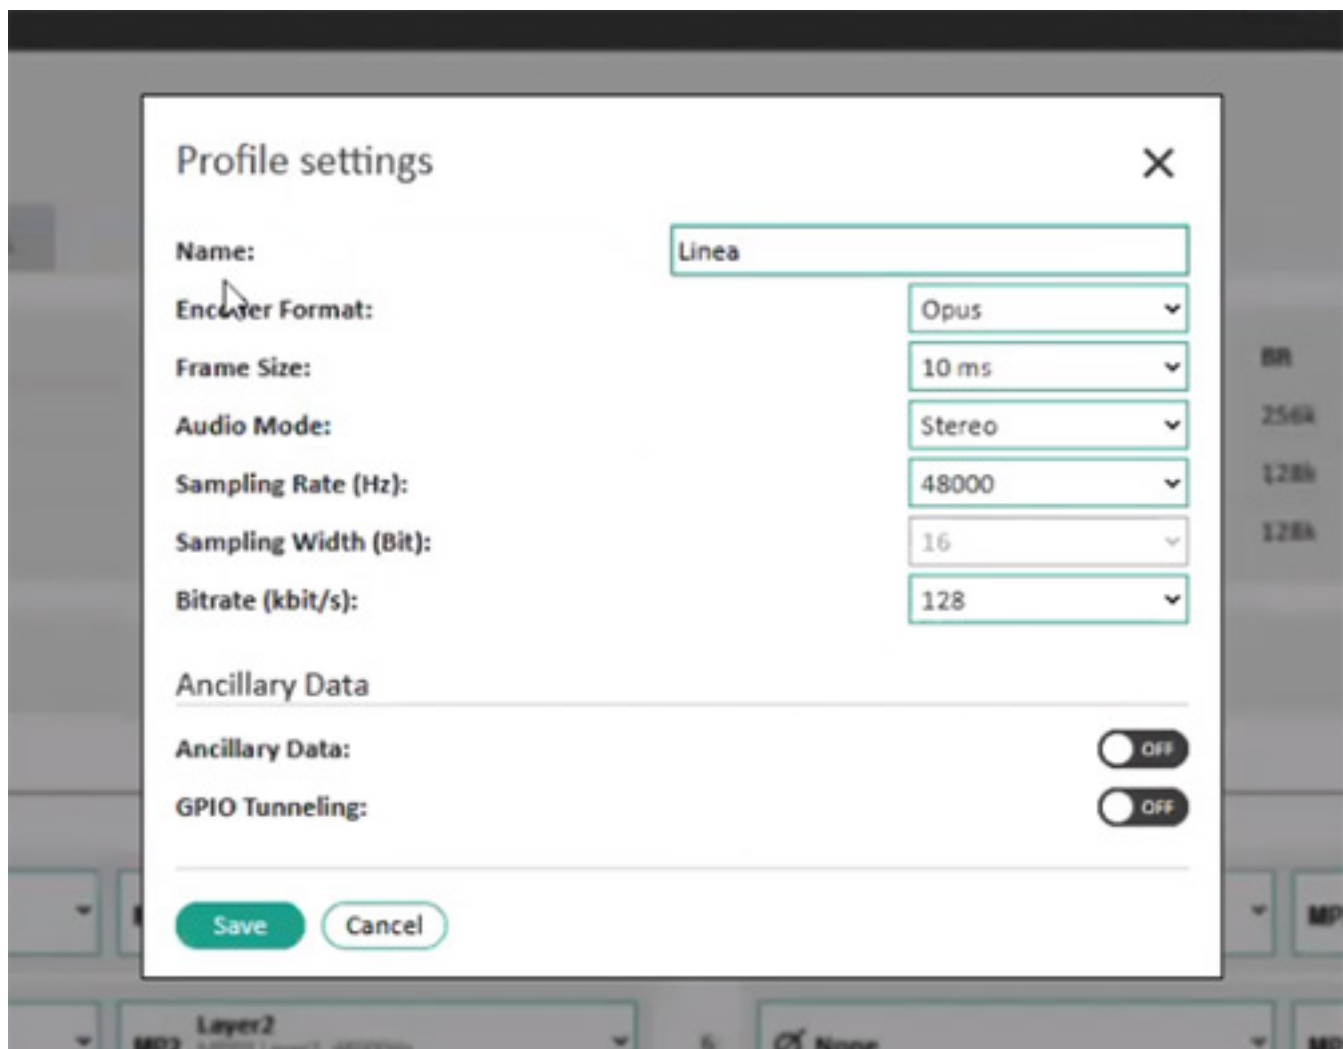 Profile settings
Name: Linea
Encoder Format: Opus
Frame Size: 10 ms
BR
Audio Mode: Stereo
256k
Sampling Rate (Hz): 48000
128k
Sampling Width (Bit): 16
128k
Bitrate (kbit/s): 128
Ancillary Data
Ancillary Data: OFF
GPIO Tunneling: OFF
Save Cancel
Layer2
None